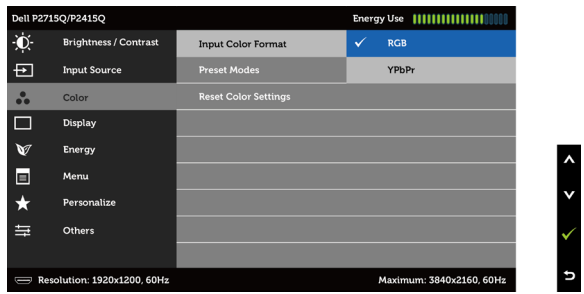 Dell P2715Q/P2415Q
Energy Use
Brightness / Contrast
Input Source
Color
Display
Energy
Menu
Personalize
Others
Input Color Format
Preset Modes
Reset Color Settings
RGB
YPbPr
Resolution: 1920x1200, 60Hz
Maximum: 3840x2160, 60Hz